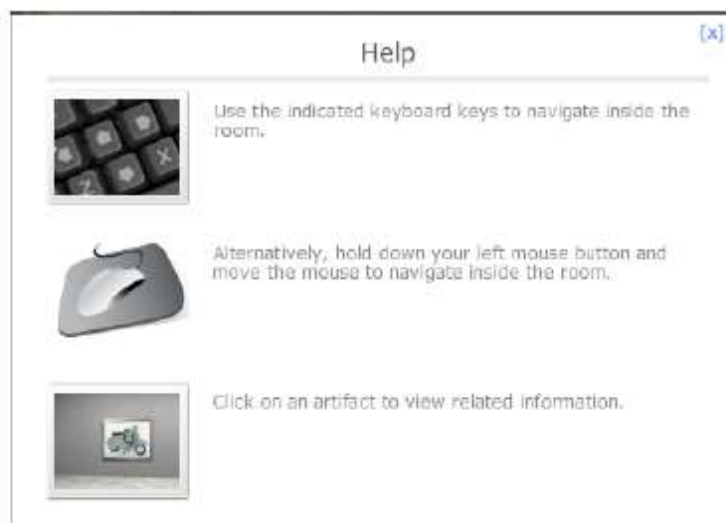 [x]
Help
Use the indicated keyboard keys to navigate inside the
room.
Z
X
Alternatively, hold down your left mouse button and
move the mouse to navigate inside the room.
Click on an artifact to view related information.